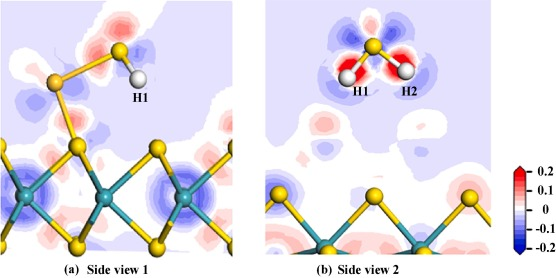 H1
H1 H2
0.2
0.1
0
-0.1
-0.2
(a) Side view 1
(b) Side view 2